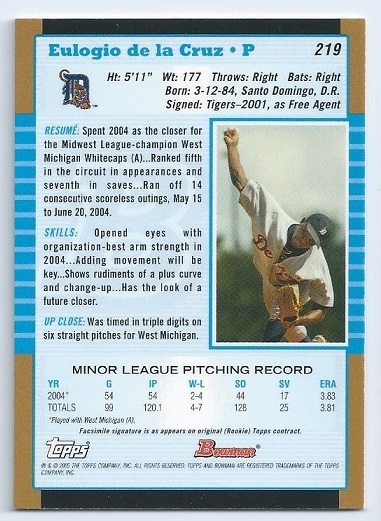 Eulogio de la Cruz • P 219
Ht: 5'11" Wt: 177 Throws: Right Bats: Right
Born: 3-12-84, Santo Domingo, D.R.
Signed: Tigers–2001, as Free Agent
RESUMÉ: Spent 2004 as the closer for
the Midwest League-champion West
Michigan Whitecaps (A)...Ranked fifth
in the circuit in appearances and
seventh in saves...Ran off 14
consecutive scoreless outings, May 15
to June 20, 2004.
SKILLS: Opened eyes with
organization-best arm strength in
2004...Adding movement will be
key...Shows rudiments of a plus curve
and change-up...Has the look of a
future closer.
UP CLOSE: Was timed in triple digits on
six straight pitches for West Michigan.
MINOR LEAGUE PITCHING RECORD
YR G IP W-L SO SV ERA
2004* 54 54 2-4 44 17 3.83
TOTALS 99 120.1 4-7 128 25 3.81
*Played with West Michigan (A).
Facsimile signature is as appears on original (Rookie) Topps contract.
Topps Bowman
® & © 2005 THE TOPPS COMPANY, INC. ALL RIGHTS RESERVED. TOPPS AND BOWMAN ARE REGISTERED TRADEMARKS OF THE TOPPS
COMPANY, INC.